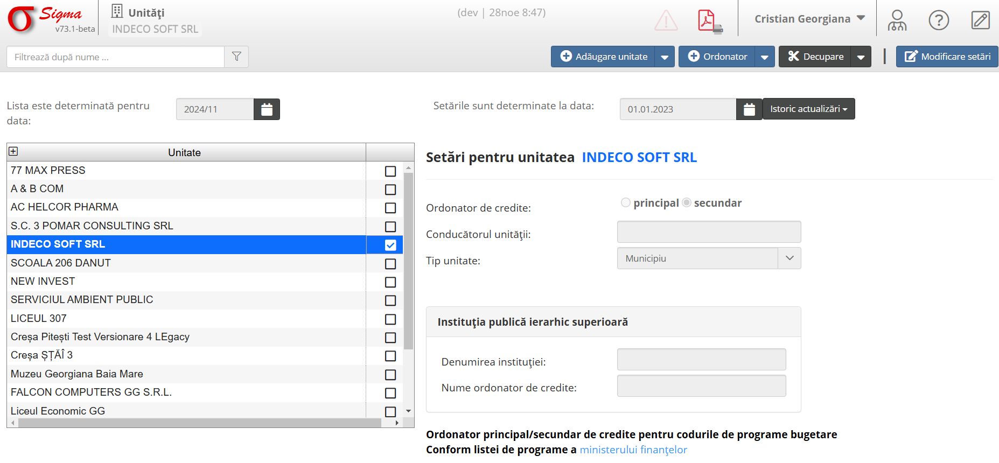 Sigma
v73.1-beta
Unități
INDECO SOFT SRL
(dev | 28noe 8:47)
Cristian Georgiana
Filtrează după nume ...
Adăugare unitate
Ordonator
Decupare
Modificare setări
Lista este determinată pentru
data:
2024/11
Setările sunt determinate la data:
01.01.2023
Istoric actualizări
Unitate
77 MAX PRESS
A & B COM
AC HELCOR PHARMA
S.C. 3 POMAR CONSULTING SRL
INDECO SOFT SRL
SCOALA 206 DANUT
NEW INVEST
SERVICIUL AMBIENT PUBLIC
LICEUL 307
Creșa Pitești Test Versionare 4 LEgacy
Creșa ȘȚĂÎ 3
Muzeu Georgiana Baia Mare
FALCON COMPUTERS GG S.R.L.
Liceul Economic GG
Setări pentru unitatea INDECO SOFT SRL
Ordonator de credite:
principal secundar
Conducătorul unității:
Tip unitate:
Municipiu
Instituția publică ierarhic superioară
Denumirea instituției:
Nume ordonator de credite:
Ordonator principal/secundar de credite pentru codurile de programe bugetare
Conform listei de programe a ministerului finanțelor